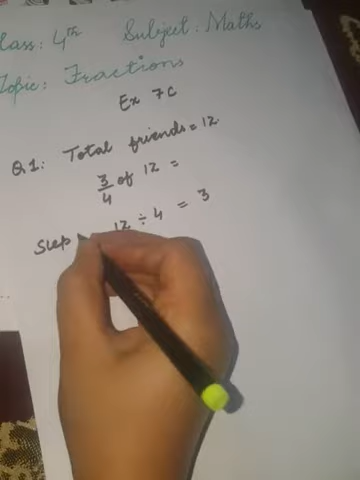 lass: 4th Subject: Maths
Topic: Fractions
Ex 7C
Q1: Total friends = 12
3/4 of 12 =
Step 12 ÷ 4 = 3